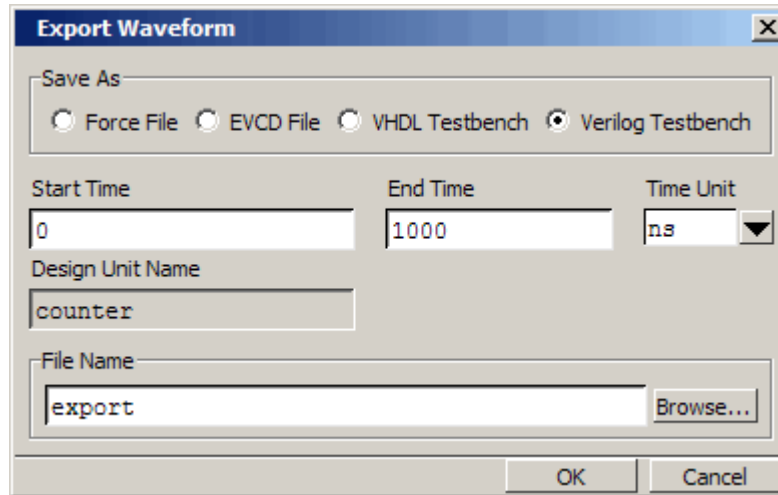 Export Waveform
Save As
Force File EVCD File VHDL Testbench Verilog Testbench
Start Time End Time Time Unit
0 1000 ns
Design Unit Name
counter
File Name
export Browse...
OK Cancel